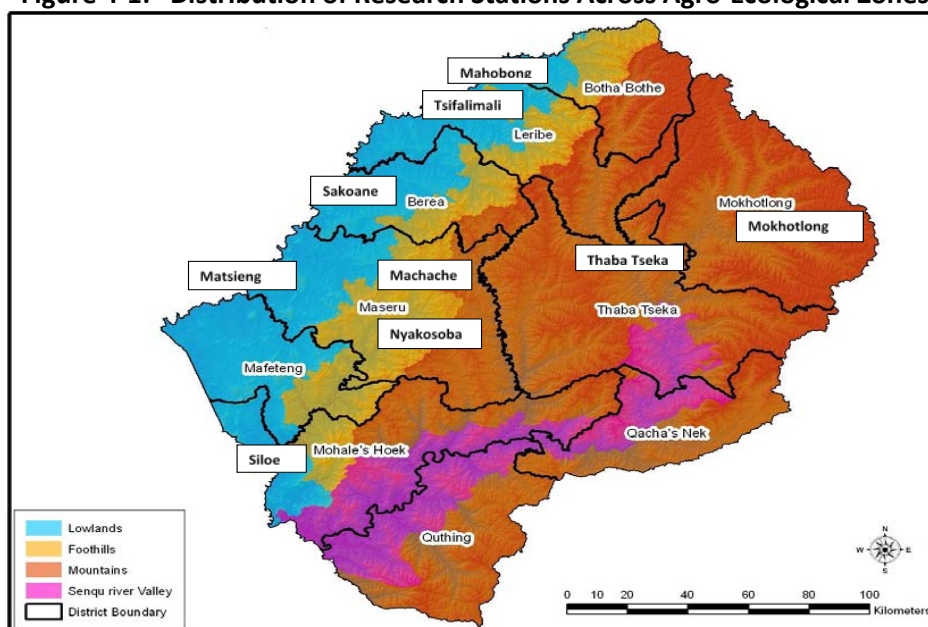 Figure 4-1: Distribution of Research Stations Across Agro-Ecological Zones
Mahobong
Botha Bothe
Tsifalimali
Leribe
Sakoane
Berea
Mokhotlong
Mokhotlong
Thaba Tseka
Matsieng
Machache
Maseru
Thaba Tseka
Nyakosoba
Mafeteng
Qacha's Nek
Mohale's Hoek
Siloe
Quthing
Lowlands
Foothills
Mountains
Senqu river Valley
District Boundary
N
W E
S
0 20 40 60 80 100
Kilometers